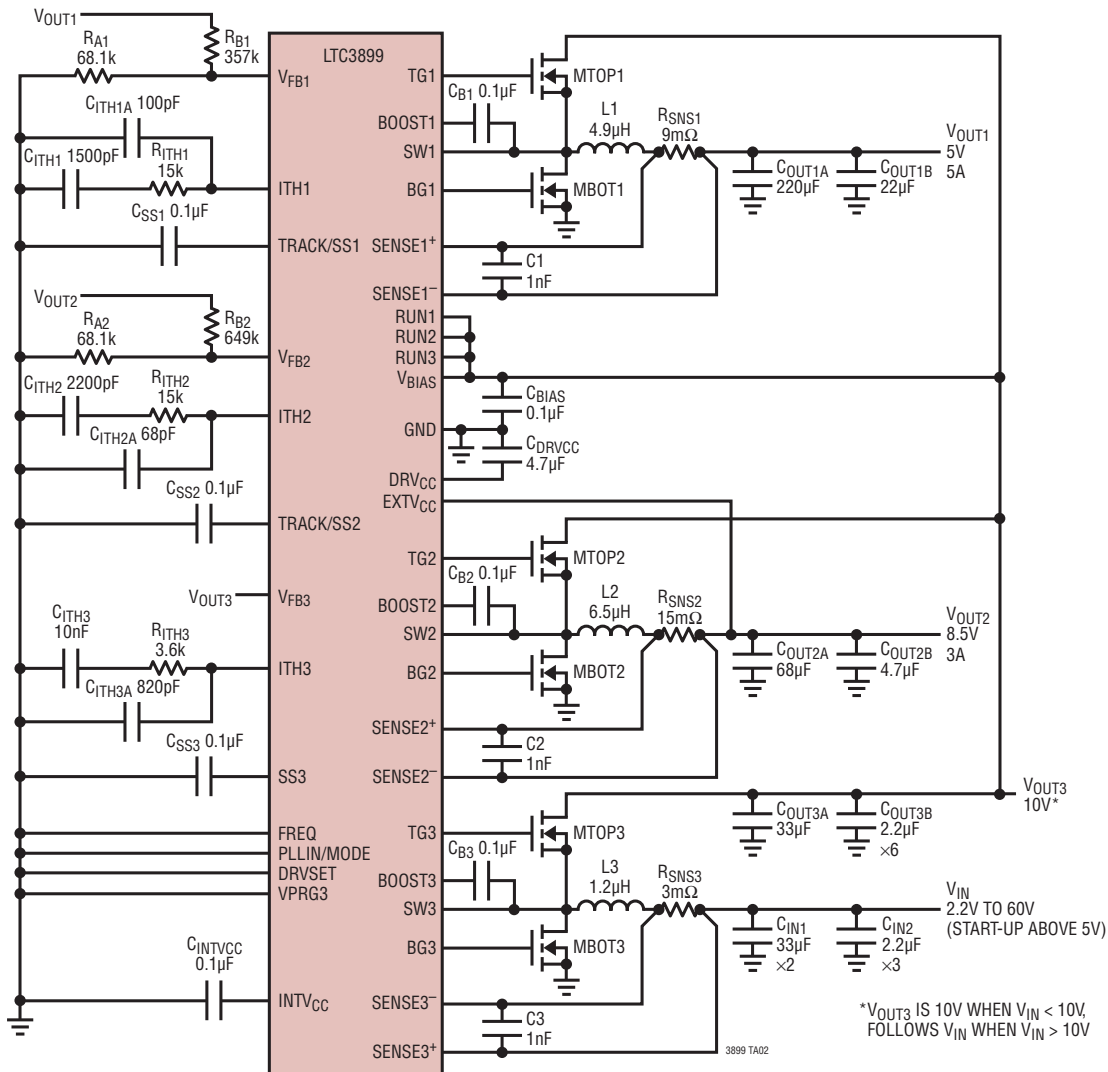 VOUT1
RA1
68.1k
RB1
357k
VFB1
CITH1A 100pF
CITH1 1500pF
RITH1
15k
ITH1
CSS1 0.1µF
TRACK/SS1
VOUT2
RA2
68.1k
RB2
649k
VFB2
CITH2 2200pF
RITH2
15k
ITH2
CITH2A 68pF
CSS2 0.1µF
TRACK/SS2
VOUT3
VFB3
CITH3
10nF
RITH3
3.6k
ITH3
CITH3A 820pF
CSS3 0.1µF
SS3
FREQ
PLLIN/MODE
DRVSET
VPRG3
CINTVCC
0.1µF
INTVCC
LTC3899
TG1
MTOP1
CB1 0.1µF
BOOST1
SW1
L1
4.9µH
RSNS1
9mΩ
VOUT1
5V
5A
COUT1A
220µF
COUT1B
22µF
BG1
MBOT1
SENSE1+
C1
1nF
SENSE1–
RUN1
RUN2
RUN3
VBIAS
CBIAS
0.1µF
GND
CDRVCC
4.7µF
DRVCC
EXTVCC
TG2
MTOP2
CB2 0.1µF
BOOST2
SW2
L2
6.5µH
RSNS2
15mΩ
VOUT2
8.5V
3A
COUT2A
68µF
COUT2B
4.7µF
BG2
MBOT2
SENSE2+
C2
1nF
SENSE2–
VOUT3
10V*
COUT3A
33µF
COUT3B
2.2µF
×6
TG3
MTOP3
CB3 0.1µF
BOOST3
SW3
L3
1.2µH
RSNS3
3mΩ
VIN
2.2V TO 60V
(START-UP ABOVE 5V)
CIN1
33µF
×2
CIN2
2.2µF
×3
BG3
MBOT3
SENSE3–
C3
1nF
SENSE3+
*VOUT3 IS 10V WHEN VIN < 10V,
FOLLOWS VIN WHEN VIN > 10V
3899 TA02